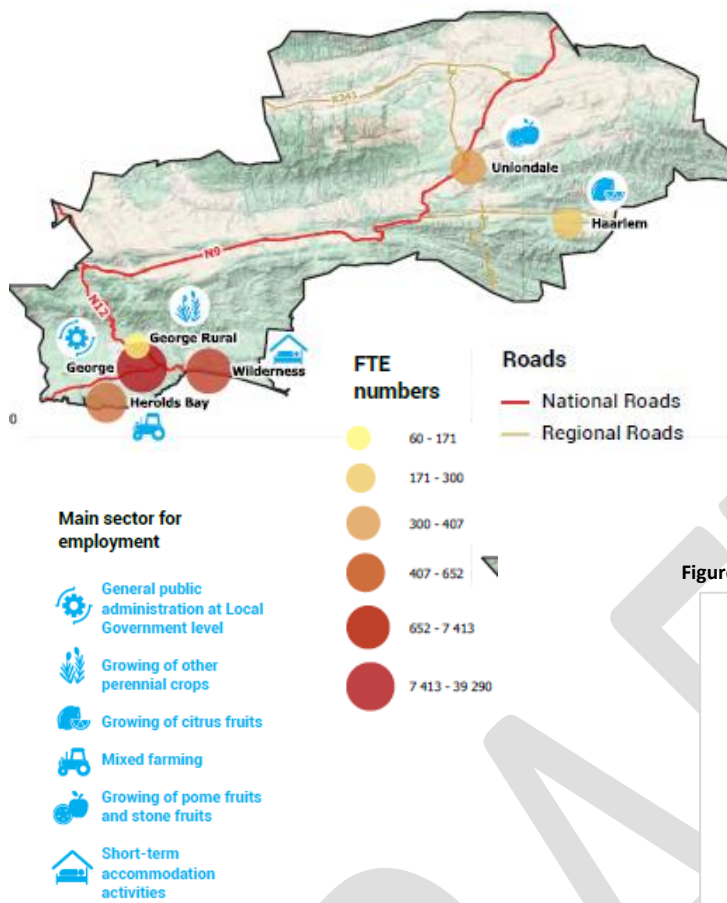 R341
Uniondale
Haarlem
N9
N12
George Rural
George
Wilderness
Herolds Bay
0
FTE
numbers
60 - 171
171 - 300
300 - 407
407 - 652
652 - 7 413
7 413 - 39 290
Roads
National Roads
Regional Roads
Main sector for
employment
General public
administration at Local
Government level
Growing of other
perennial crops
Growing of citrus fruits
Mixed farming
Growing of pome fruits
and stone fruits
Short-term
accommodation
activities
Figure